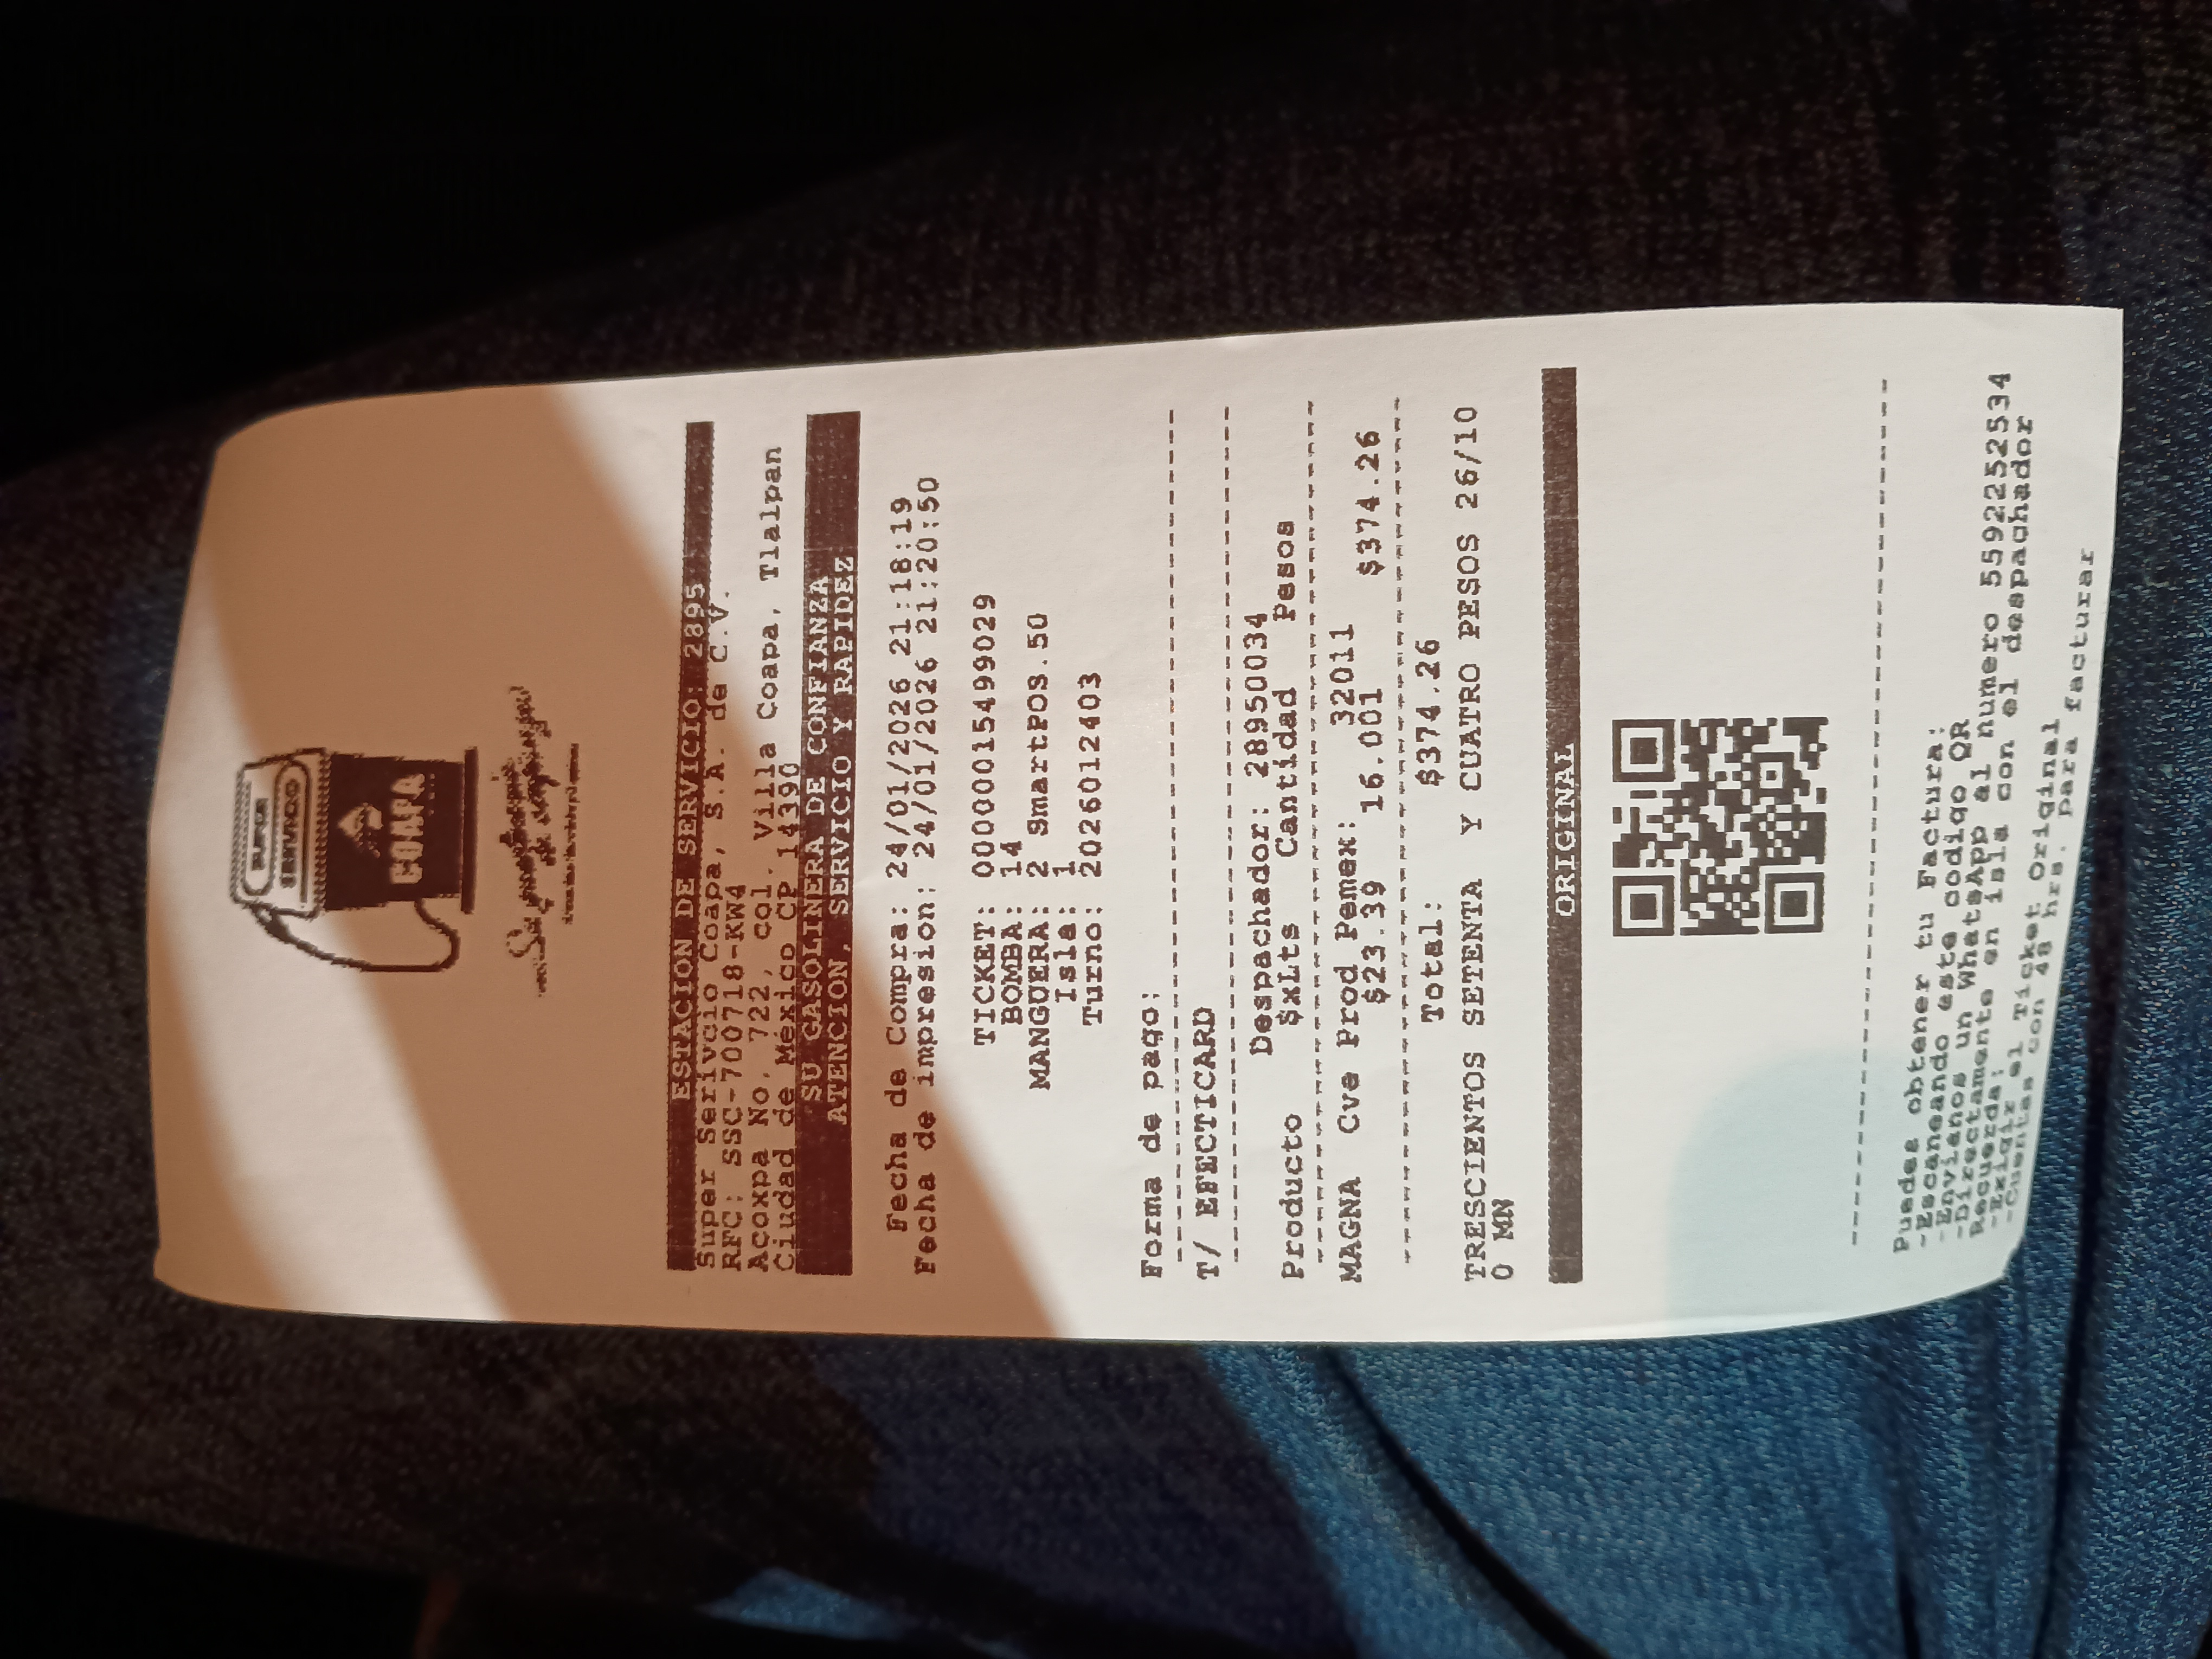 SUPER
SERVICIO
COAPA
ESTACION DE SERVICIO: 2895
Super Serivcio Coapa, S.A. de C.V.
RFC: SSC-700718-KW4
Acoxpa No. 722, Col. Villa Coapa, Tlalpan
Ciudad de México CP 14390
SU GASOLINERA DE CONFIANZA
ATENCION, SERVICIO Y RAPIDEZ
Fecha de Compra: 24/01/2026 21:18:19
Fecha de impresion: 24/01/2026 21:20:50
TICKET: 00000015499029
BOMBA: 14
MANGUERA: 2 SmartPOS.50
Isla: 1
Turno: 2026012403
Forma de pago:
T/ EFECTICARD
Despachador: 28950034
Producto $xLts Cantidad Pesos
MAGNA Cve Prod Pemex: 32011
$23.39 16.001 $374.26
Total: $374.26
TRESCIENTOS SETENTA Y CUATRO PESOS 26/10
0 MN
ORIGINAL
Puedes obtener tu Factura:
-Escaneando este codigo QR
-Envianos un WhatsApp al numero 5592252534
-Directamente en isla con el despachador
Recuerda:
-Exigir el Ticket Original
-Cuentas con 48 hrs. para facturar